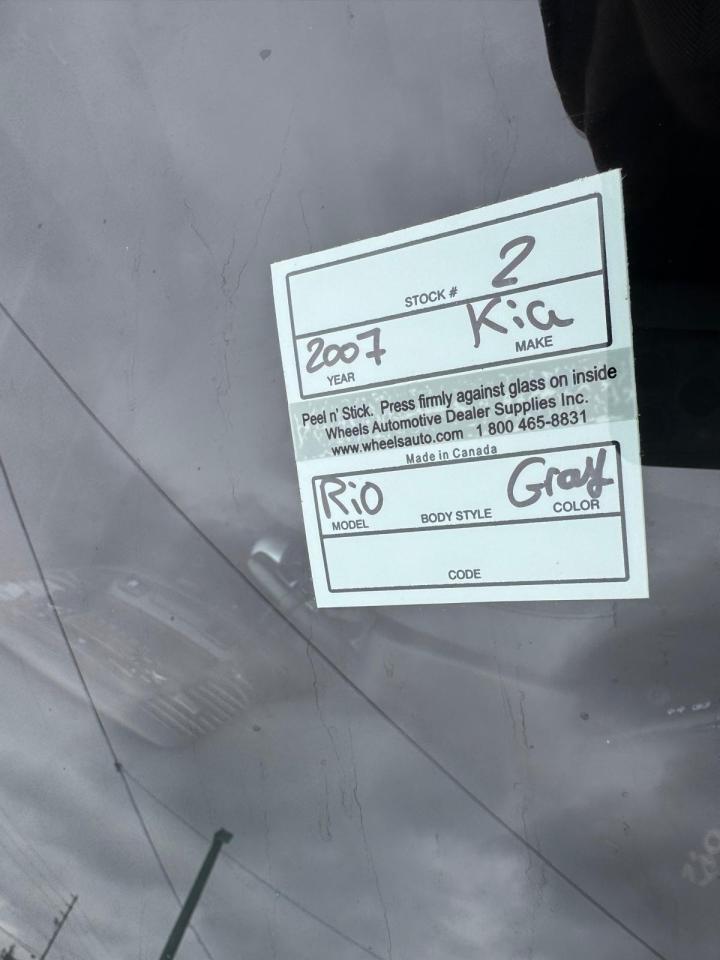 2
STOCK #
2007 Kia
YEAR MAKE
Peel n' Stick. Press firmly against glass on inside
Wheels Automotive Dealer Supplies Inc.
www.wheelsauto.com 1 800 465-8831
Made in Canada
Rio Gray
MODEL BODY STYLE COLOR
CODE